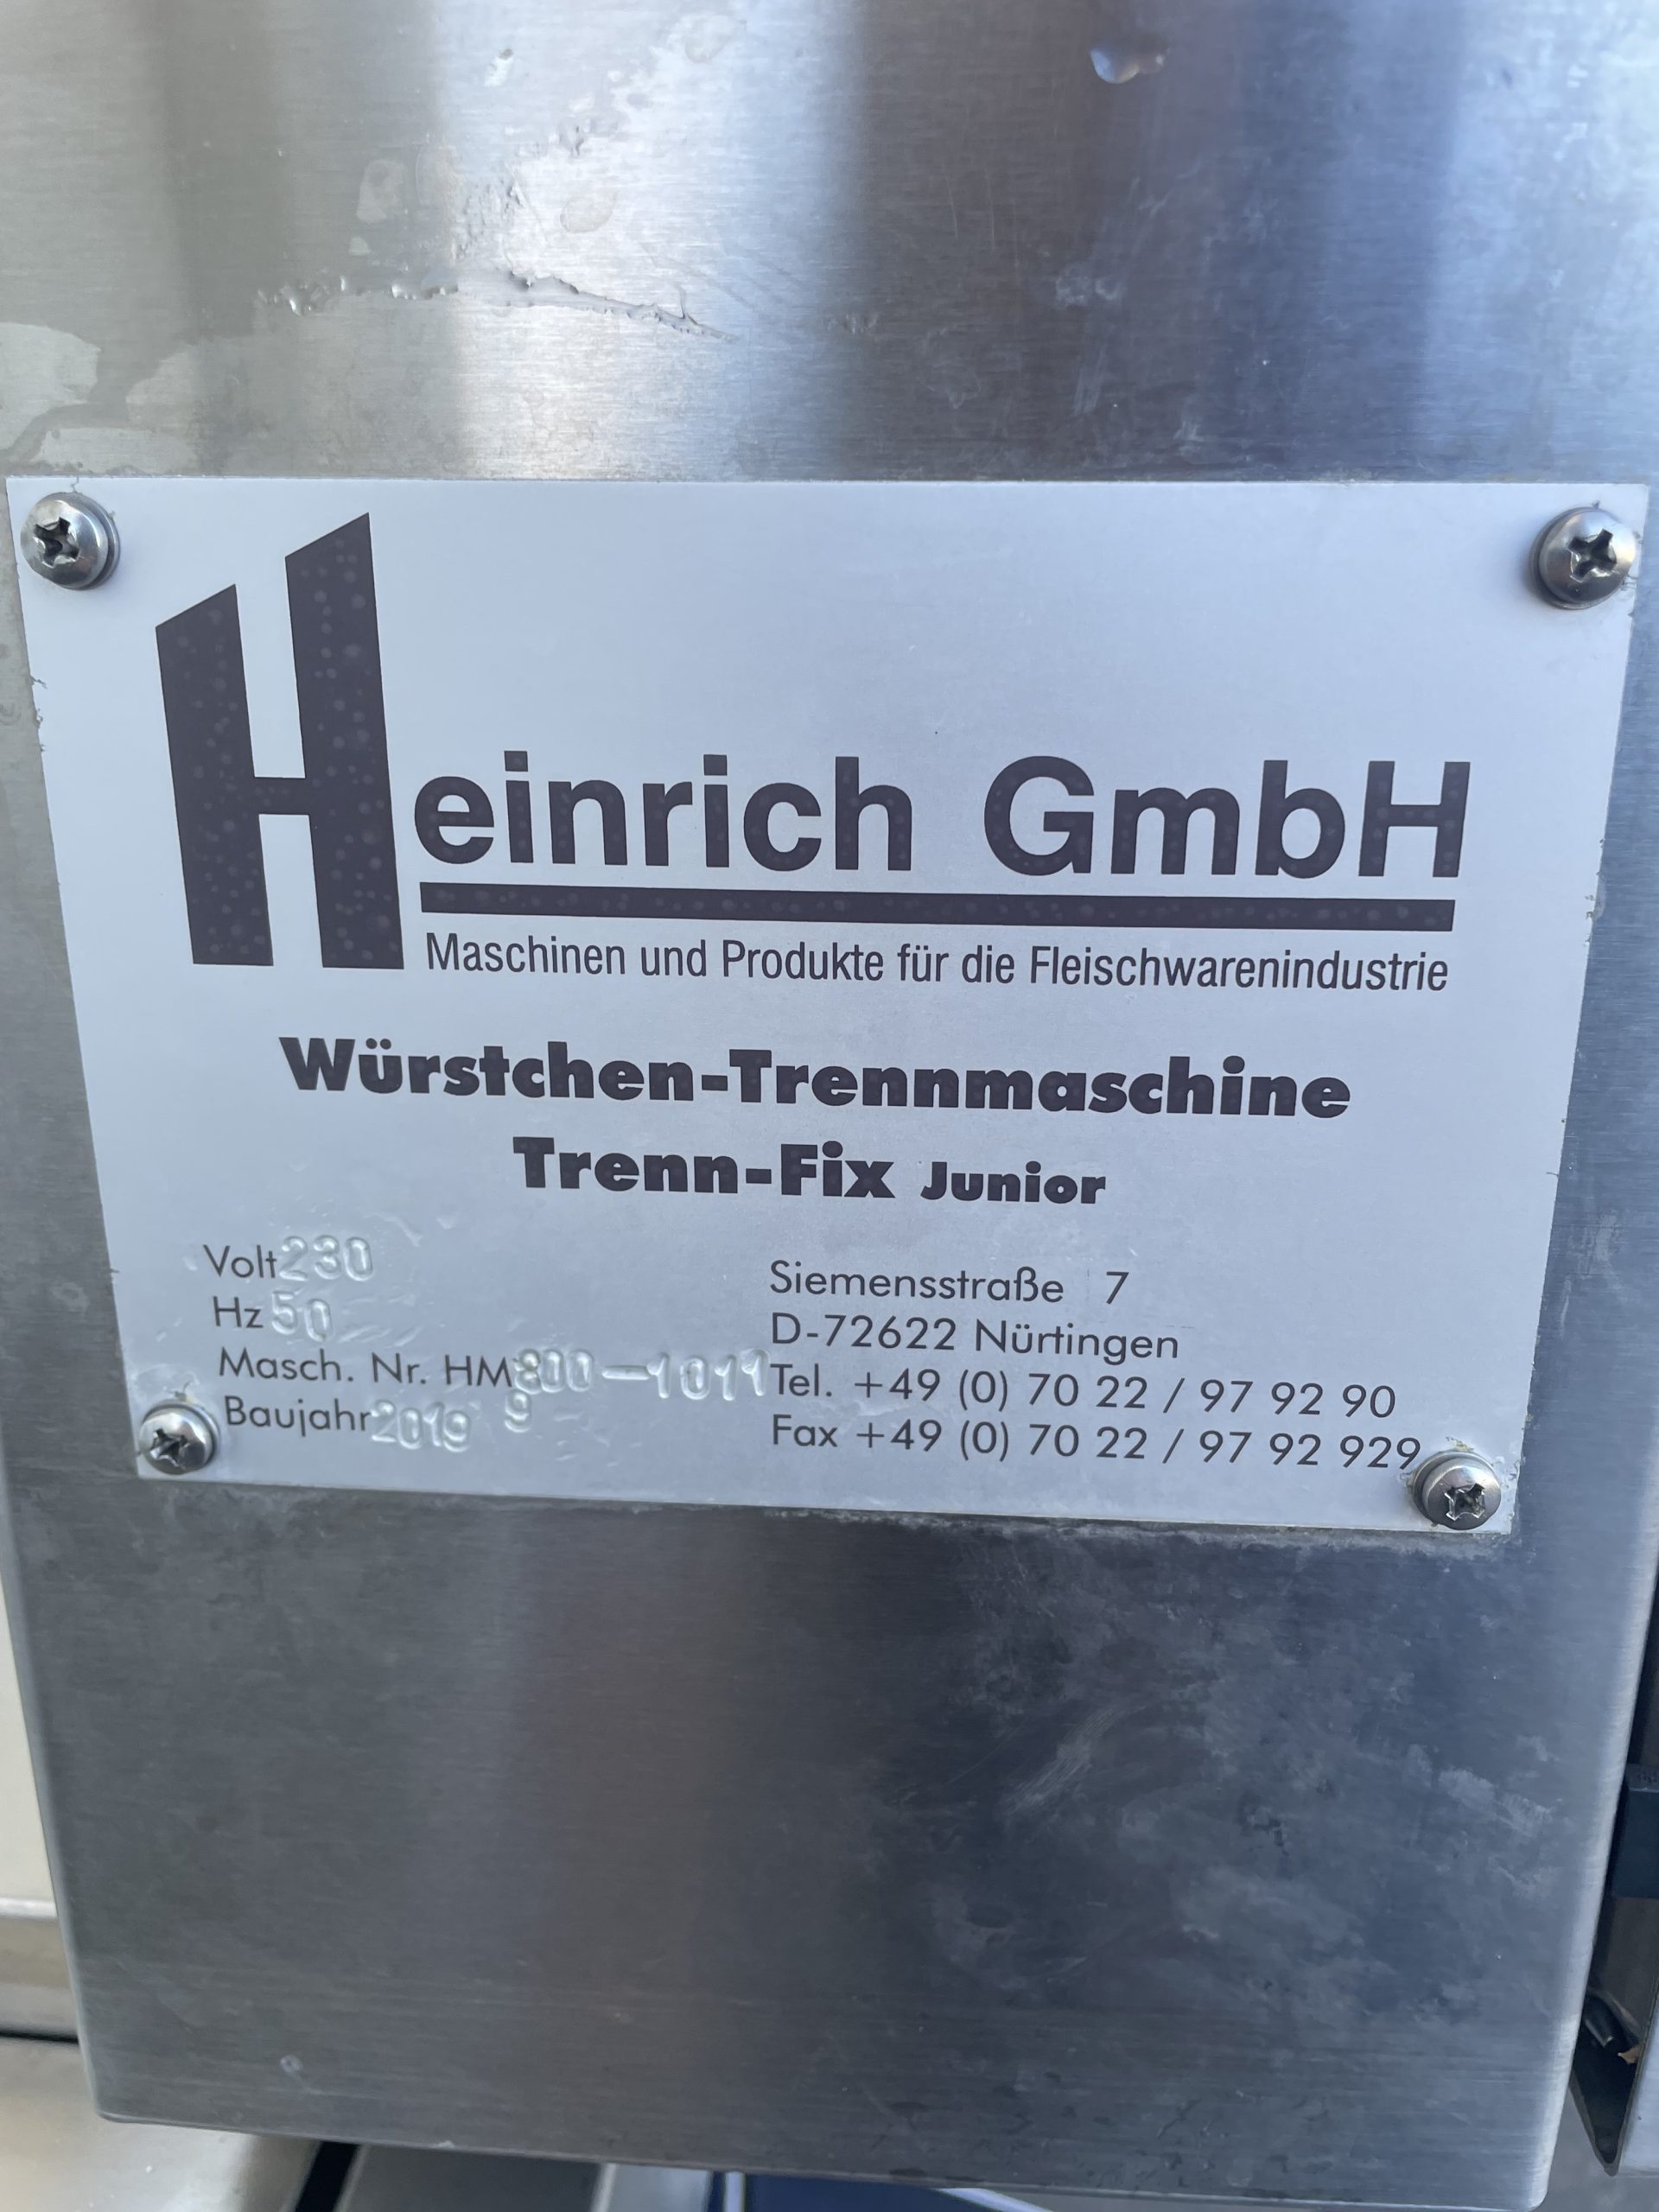 Heinrich GmbH
Maschinen und Produkte für die Fleischwarenindustrie
Würstchen-Trennmaschine
Trenn-Fix Junior
Volt 230
Hz 50
Masch. Nr. HM 800-1011
9
Baujahr 2019
Siemensstraße 7
D-72622 Nürtingen
Tel. +49 (0) 70 22 / 97 92 90
Fax +49 (0) 70 22 / 97 92 929